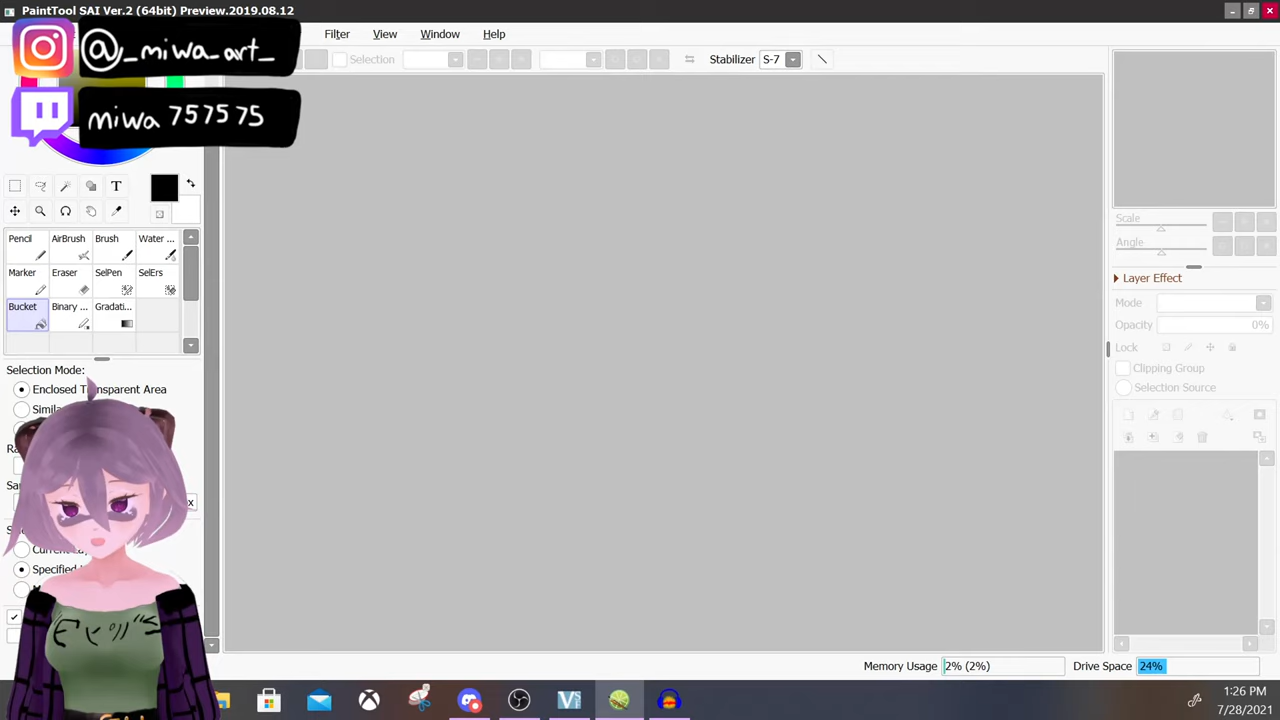 PaintTool SAI Ver.2 (64bit) Preview.2019.08.12
@_miwa_art_
Filter View Window Help
Selection
Stabilizer S-7
miwa 757575
T
Pencil AirBrush Brush Water ...
Marker Eraser SelPen SelErs
Bucket Binary ... Gradati...
Selection Mode:
Enclosed Transparent Area
Specified
Scale
Angle
Layer Effect
Mode
Opacity 0%
Lock
Clipping Group
Selection Source
Memory Usage 2% (2%) Drive Space 24%
1:26 PM
7/28/2021